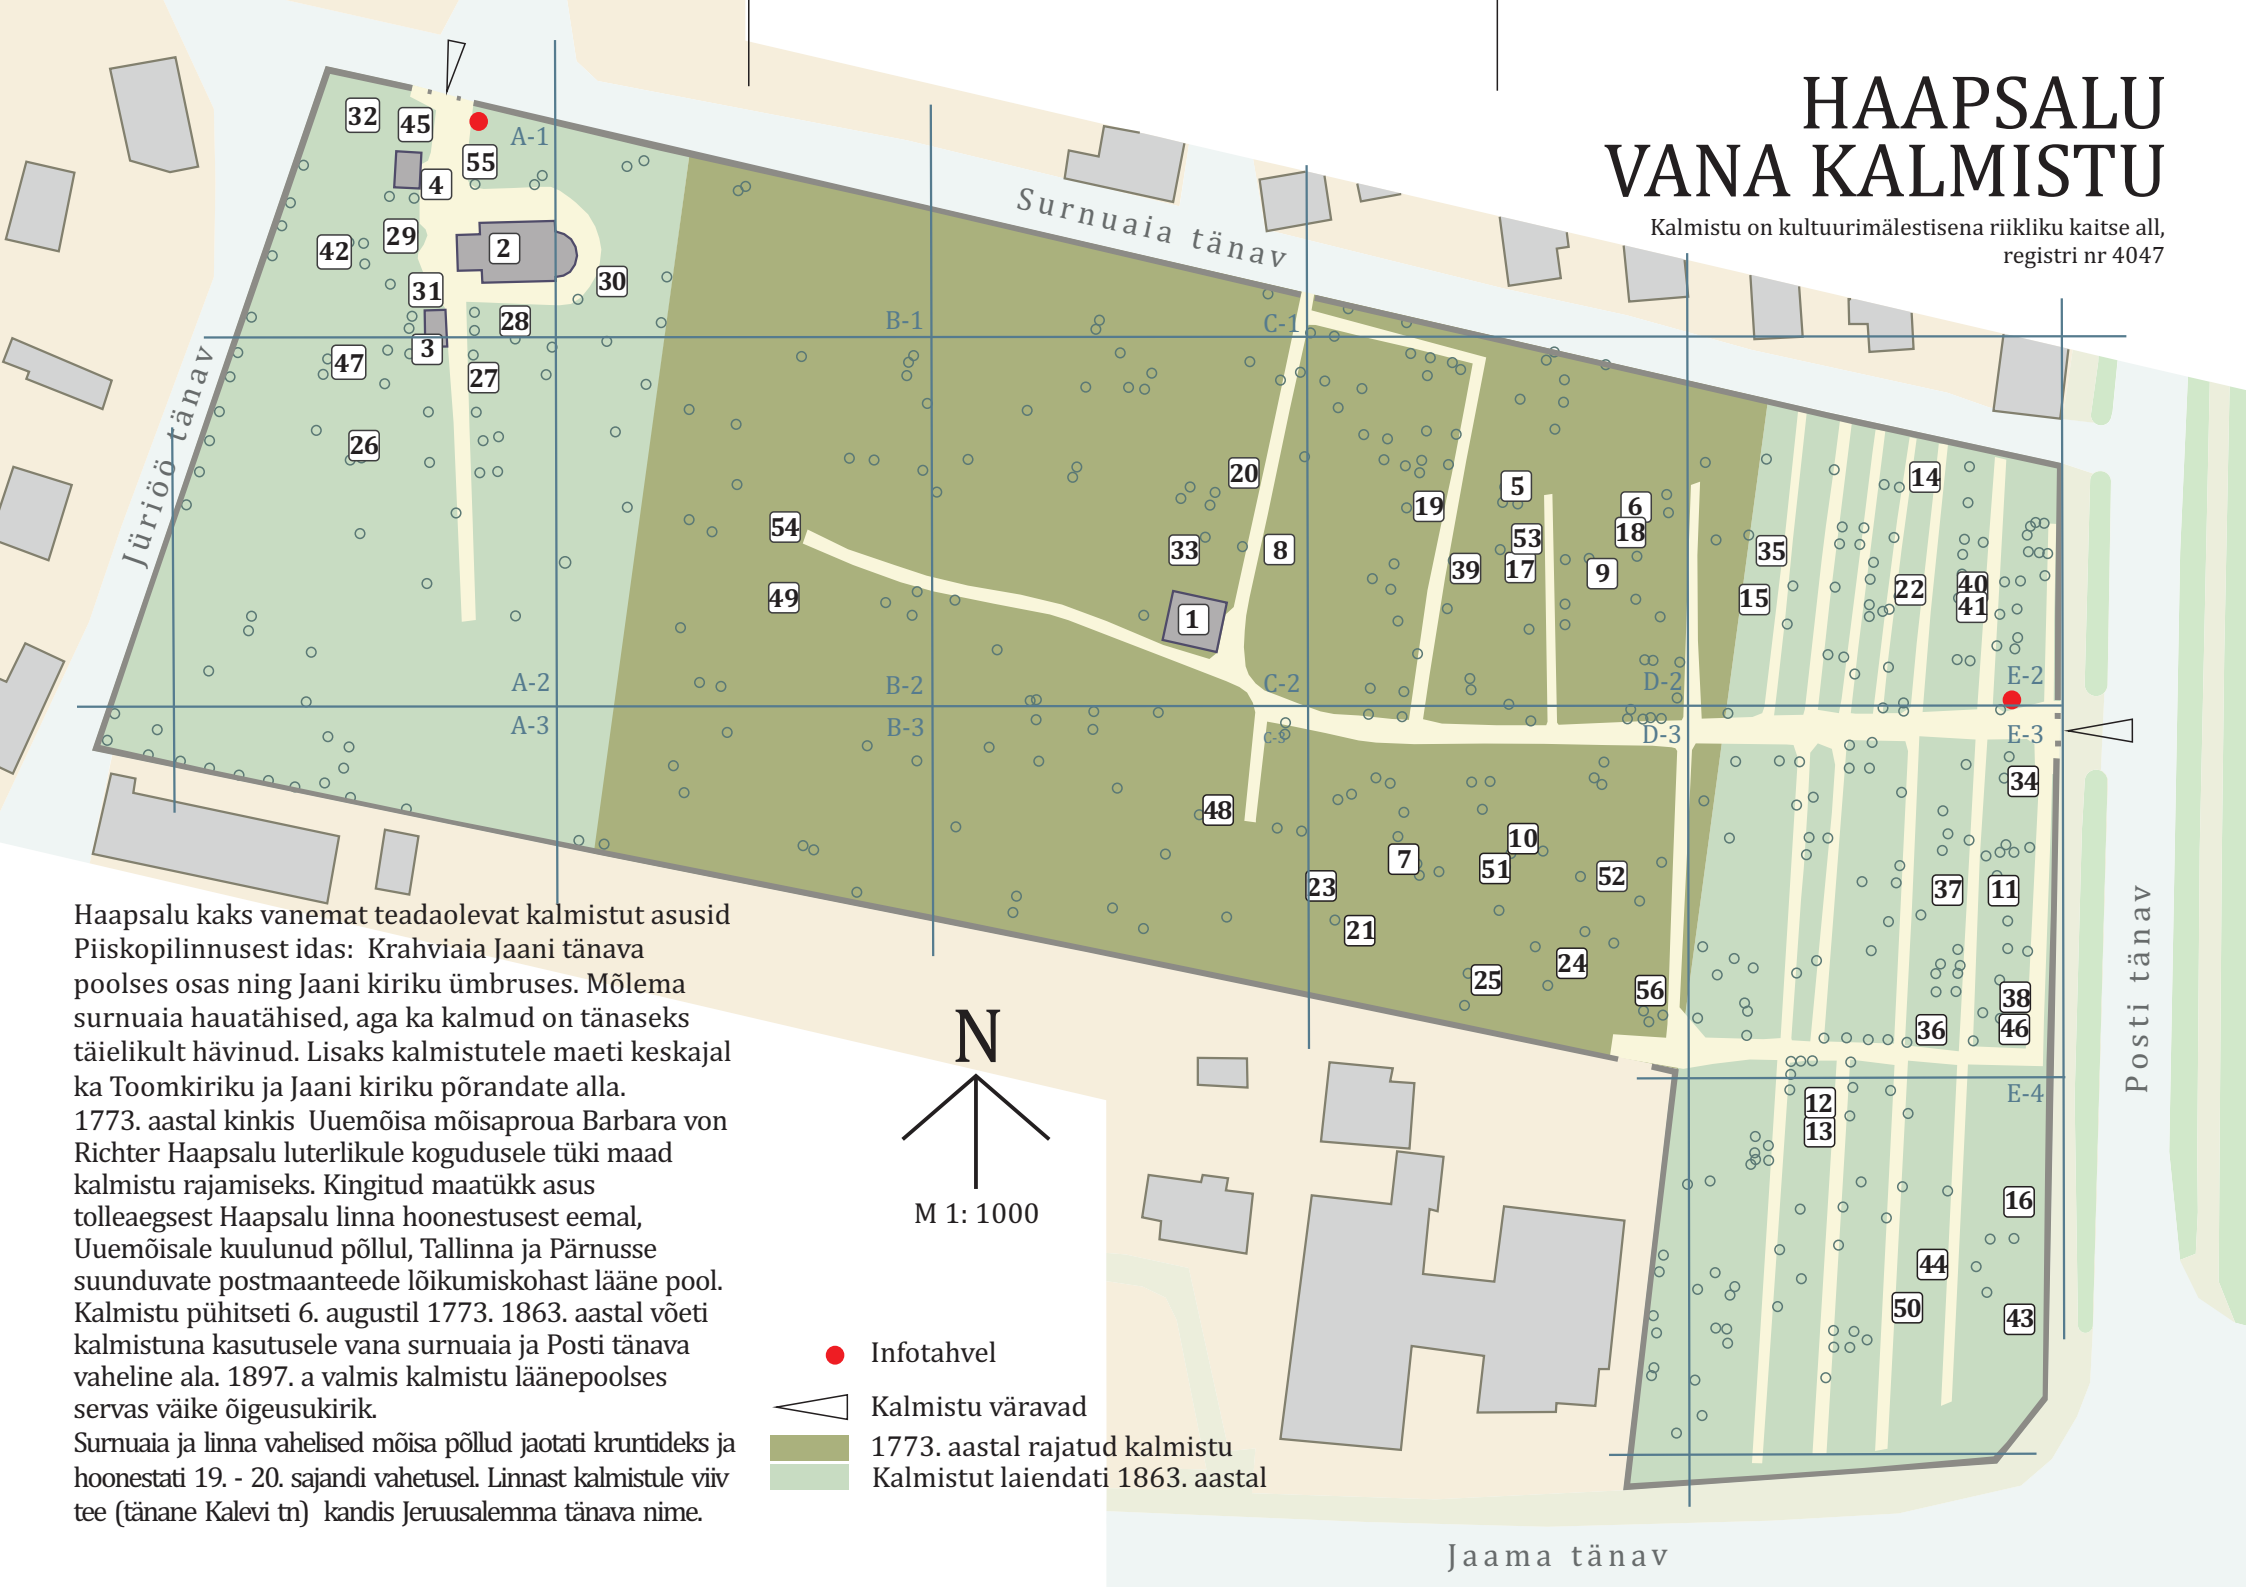 HAAPSALU
VANA KALMISTU
Kalmistu on kultuurimälestisena riikliku kaitse all,
registri nr 4047
Surnuaia tänav
Jüriöö tänav
Posti tänav
Jaama tänav
A-1
B-1
C-1
A-2
B-2
C-2
D-2
E-2
A-3
B-3
C-3
D-3
E-3
E-4
32
45
55
4
29
42
2
31
30
28
3
47
27
26
54
49
20
33
8
1
19
5
6
18
53
17
39
9
35
15
14
22
40
41
34
48
7
10
51
52
23
21
24
25
56
37
11
38
36
46
12
13
16
44
50
43
Haapsalu kaks vanemat teadaolevat kalmistut asusid
Piiskopilinnusest idas:  Krahviaia Jaani tänava
poolses osas ning Jaani kiriku ümbruses. Mõlema
surnuaia hauatähised, aga ka kalmud on tänaseks
täielikult hävinud. Lisaks kalmistutele maeti keskajal
ka Toomkiriku ja Jaani kiriku põrandate alla.
1773. aastal kinkis  Uuemõisa mõisaproua Barbara von
Richter Haapsalu luterlikule kogudusele tüki maad
kalmistu rajamiseks. Kingitud maatükk asus
tolleaegsest Haapsalu linna hoonestusest eemal,
Uuemõisale kuulunud põllul, Tallinna ja Pärnusse
suunduvate postmaanteede lõikumiskohast lääne pool.
Kalmistu pühitseti 6. augustil 1773. 1863. aastal võeti
kalmistuna kasutusele vana surnuaia ja Posti tänava
vaheline ala. 1897. a valmis kalmistu läänepoolses
servas väike õigeusukirik.
Surnuaia ja linna vahelised mõisa põllud jaotati kruntideks ja
hoonestati 19. - 20. sajandi vahetusel. Linnast kalmistule viiv
tee (tänane Kalevi tn)  kandis Jeruusalemma tänava nime.
N
M 1: 1000
Infotahvel
Kalmistu väravad
1773. aastal rajatud kalmistu
Kalmistut laiendati 1863. aastal